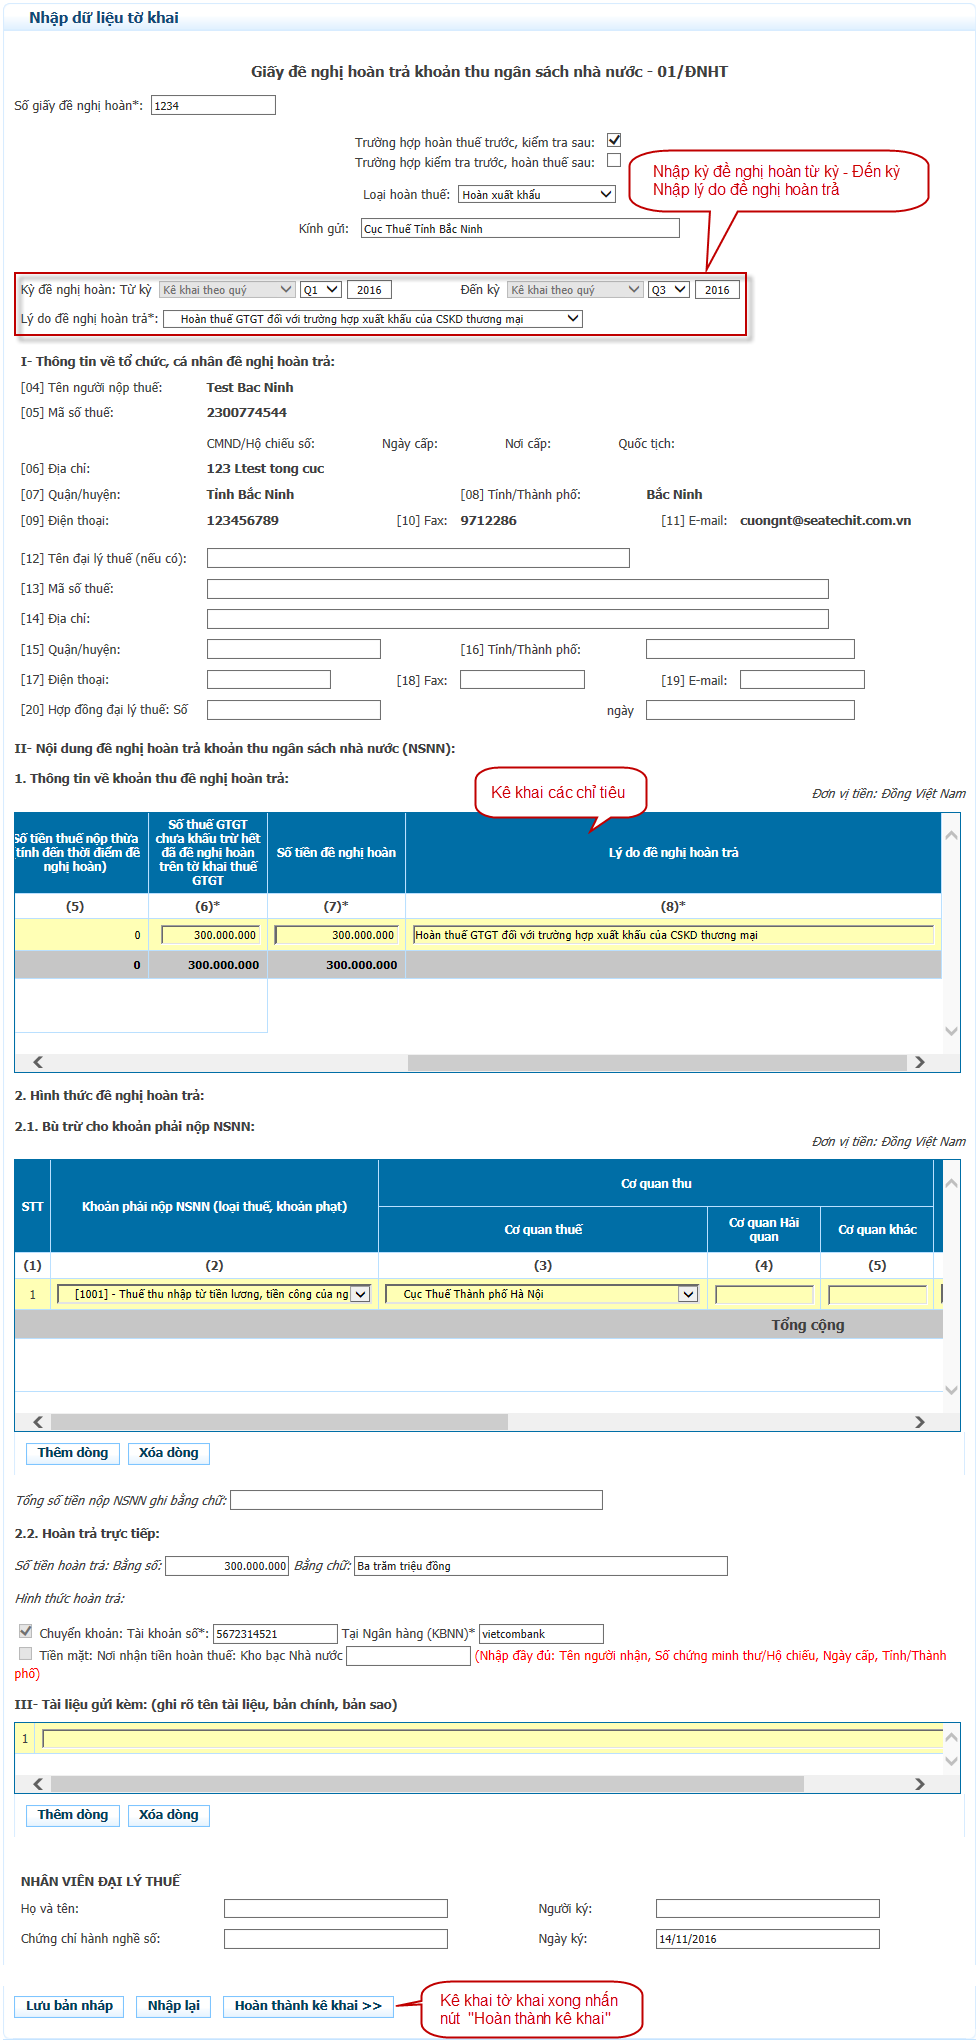 Nhập dữ liệu tờ khai
Giấy đề nghị hoàn trả khoản thu ngân sách nhà nước - 01/ĐNHT
Số giấy đề nghị hoàn*: 1234
Trường hợp hoàn thuế trước, kiểm tra sau:
Trường hợp kiểm tra trước, hoàn thuế sau:
Nhập kỳ đề nghị hoàn từ kỳ - Đến kỳ
Nhập lý do đề nghị hoàn trả
Loại hoàn thuế: Hoàn xuất khẩu
Kính gửi: Cục Thuế Tỉnh Bắc Ninh
Kỳ đề nghị hoàn: Từ kỳ Kê khai theo quý Q1 2016 Đến kỳ Kê khai theo quý Q3 2016
Lý do đề nghị hoàn trả*: Hoàn thuế GTGT đối với trường hợp xuất khẩu của CSKD thương mại
I- Thông tin về tổ chức, cá nhân đề nghị hoàn trả:
[04] Tên người nộp thuế: Test Bac Ninh
[05] Mã số thuế: 2300774544
CMND/Hộ chiếu số: Ngày cấp: Nơi cấp: Quốc tịch:
[06] Địa chỉ: 123 Ltest tong cuc
[07] Quận/huyện: Tỉnh Bắc Ninh [08] Tỉnh/Thành phố: Bắc Ninh
[09] Điện thoại: 123456789 [10] Fax: 9712286 [11] E-mail: cuongnt@seatechit.com.vn
[12] Tên đại lý thuế (nếu có):
[13] Mã số thuế:
[14] Địa chỉ:
[15] Quận/huyện: [16] Tỉnh/Thành phố:
[17] Điện thoại: [18] Fax: [19] E-mail:
[20] Hợp đồng đại lý thuế: Số ngày
II- Nội dung đề nghị hoàn trả khoản thu ngân sách nhà nước (NSNN):
1. Thông tin về khoản thu đề nghị hoàn trả:
Kê khai các chỉ tiêu
Đơn vị tiền: Đồng Việt Nam
Số tiền thuế nộp thừa (tính đến thời điểm đề nghị hoàn) Số thuế GTGT chưa khấu trừ hết đã đề nghị hoàn trên tờ khai thuế GTGT Số tiền đề nghị hoàn Lý do đề nghị hoàn trả
(5) (6)* (7)* (8)*
0 300.000.000 300.000.000 Hoàn thuế GTGT đối với trường hợp xuất khẩu của CSKD thương mại
0 300.000.000 300.000.000
2. Hình thức đề nghị hoàn trả:
2.1. Bù trừ cho khoản phải nộp NSNN:
Đơn vị tiền: Đồng Việt Nam
STT Khoản phải nộp NSNN (loại thuế, khoản phạt) Cơ quan thu
Cơ quan thuế Cơ quan Hải quan Cơ quan khác
(1) (2) (3) (4) (5)
1 [1001] - Thuế thu nhập từ tiền lương, tiền công của ng Cục Thuế Thành phố Hà Nội
Tổng cộng
Thêm dòng Xóa dòng
Tổng số tiền nộp NSNN ghi bằng chữ:
2.2. Hoàn trả trực tiếp:
Số tiền hoàn trả: Bằng số: 300.000.000 Bằng chữ: Ba trăm triệu đồng
Hình thức hoàn trả:
Chuyển khoản: Tài khoản số*: 5672314521 Tại Ngân hàng (KBNN)* vietcombank
Tiền mặt: Nơi nhận tiền hoàn thuế: Kho bạc Nhà nước (Nhập đầy đủ: Tên người nhận, Số chứng minh thư/Hộ chiếu, Ngày cấp, Tỉnh/Thành
phố)
III- Tài liệu gửi kèm: (ghi rõ tên tài liệu, bản chính, bản sao)
1
Thêm dòng Xóa dòng
NHÂN VIÊN ĐẠI LÝ THUẾ
Họ và tên: Người ký:
Chứng chỉ hành nghề số: Ngày ký: 14/11/2016
Lưu bản nháp Nhập lại Hoàn thành kê khai >>
Kê khai tờ khai xong nhấn
nút "Hoàn thành kê khai"